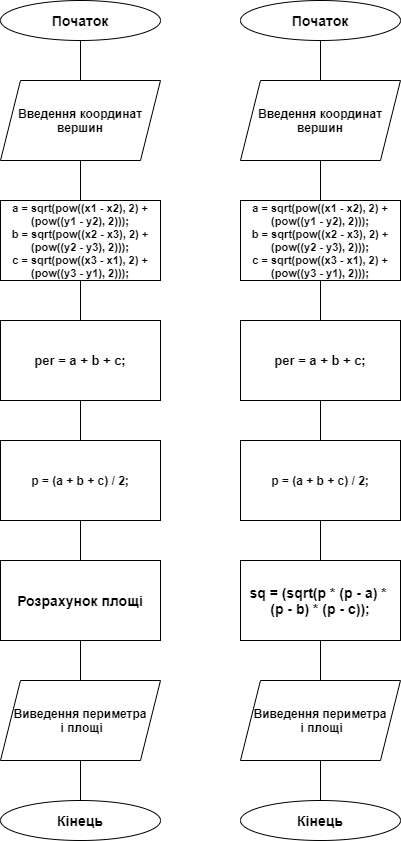 Початок
Введення координат
вершин
a = sqrt(pow((x1 - x2), 2) +
(pow((y1 - y2), 2)));
b = sqrt(pow((x2 - x3), 2) +
(pow((y2 - y3), 2)));
c = sqrt(pow((x3 - x1), 2) +
(pow((y3 - y1), 2)));
per = a + b + c;
p = (a + b + c) / 2;
Розрахунок площі
Виведення периметра
і площі
Кінець
Початок
Введення координат
вершин
a = sqrt(pow((x1 - x2), 2) +
(pow((y1 - y2), 2)));
b = sqrt(pow((x2 - x3), 2) +
(pow((y2 - y3), 2)));
c = sqrt(pow((x3 - x1), 2) +
(pow((y3 - y1), 2)));
per = a + b + c;
p = (a + b + c) / 2;
sq = (sqrt(p * (p - a) *
(p - b) * (p - c));
Виведення периметра
і площі
Кінець